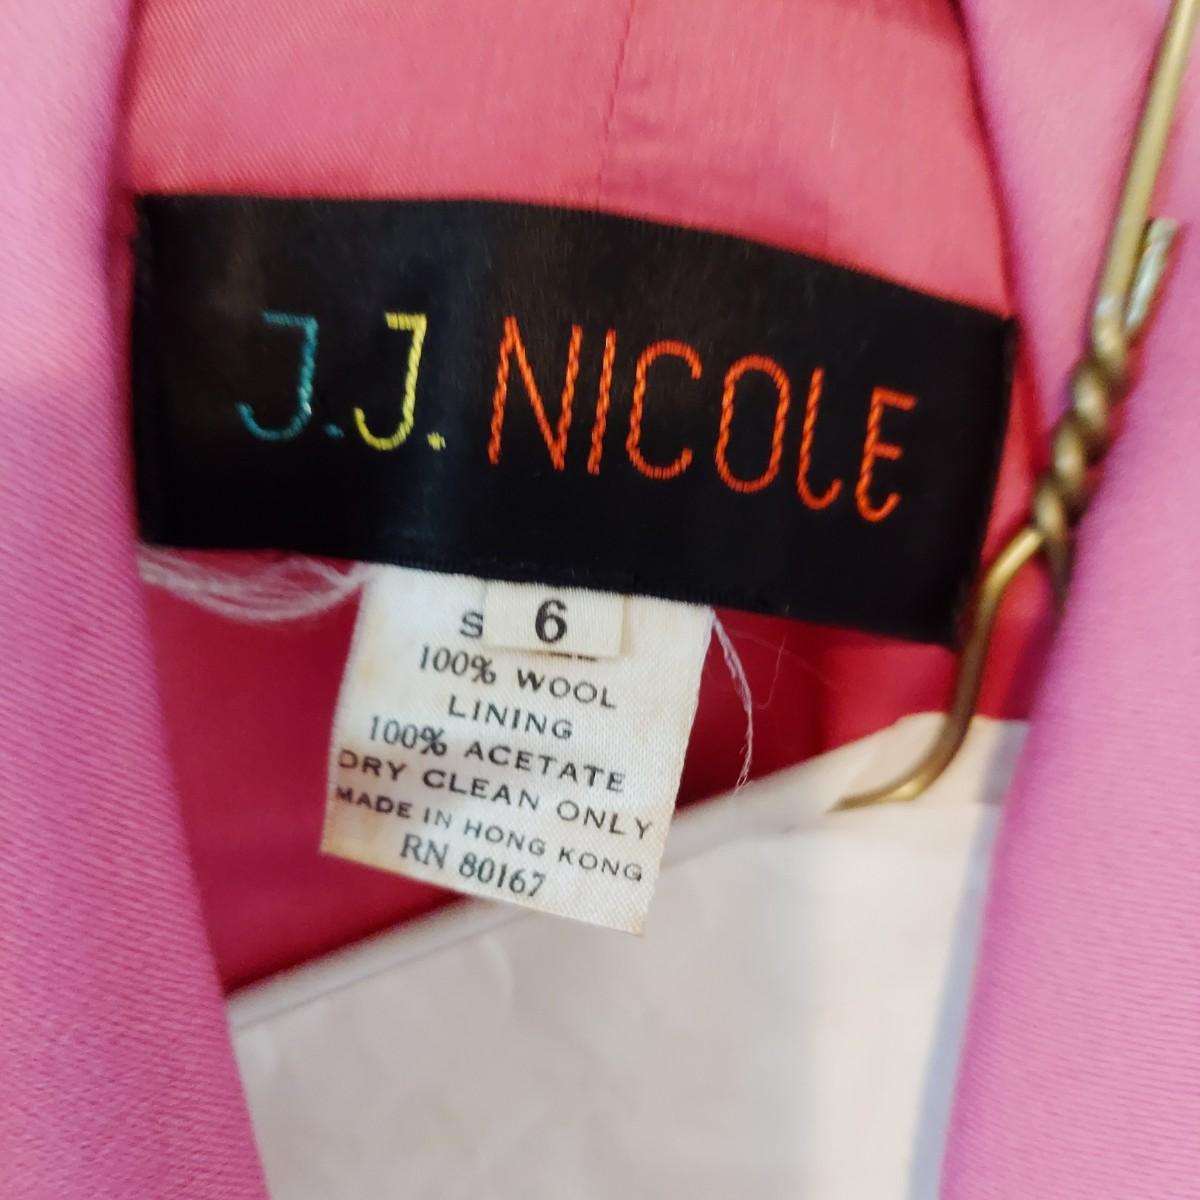 J.J. NICOLE
6
100% WOOL
LINING
100% ACETATE
DRY CLEAN ONLY
MADE IN HONG KONG
RN 80167